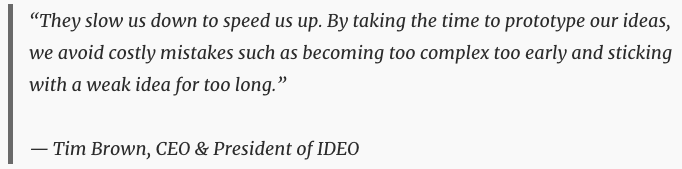 “They slow us down to speed us up. By taking the time to prototype our ideas,
we avoid costly mistakes such as becoming too complex too early and sticking
with a weak idea for too long.”
— Tim Brown, CEO & President of IDEO